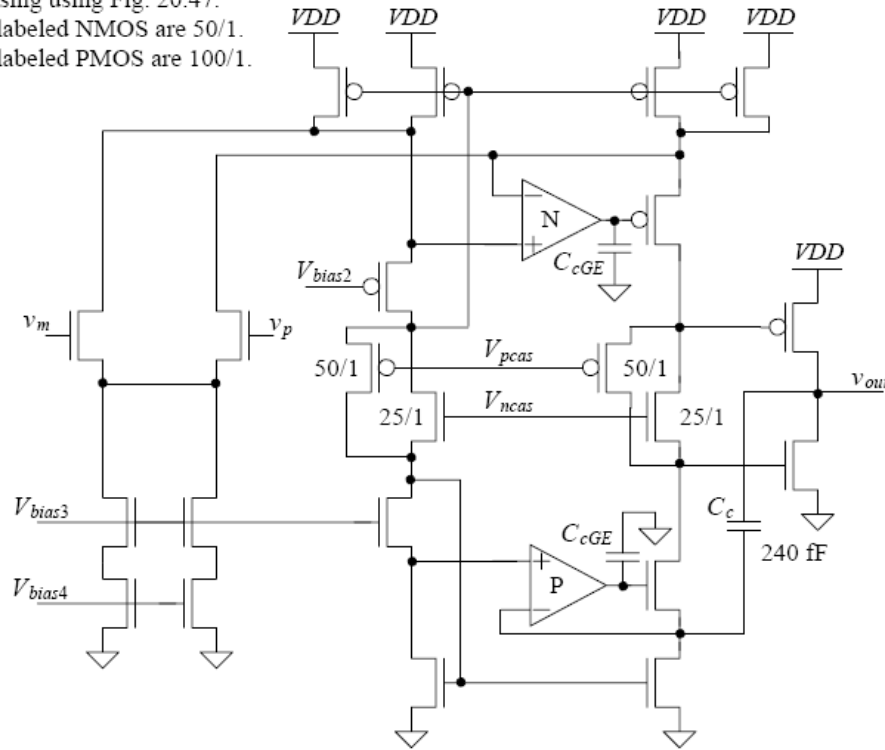 using Fig. 20.47.
labeled NMOS are 50/1.
labeled PMOS are 100/1.
VDD VDD VDD VDD
N
CcGE
VDD
Vbias2
vm vp
Vpcas
50/1 50/1
vout
Vncas
25/1 25/1
Vbias3
CcGE
Cc
240 fF
P
Vbias4